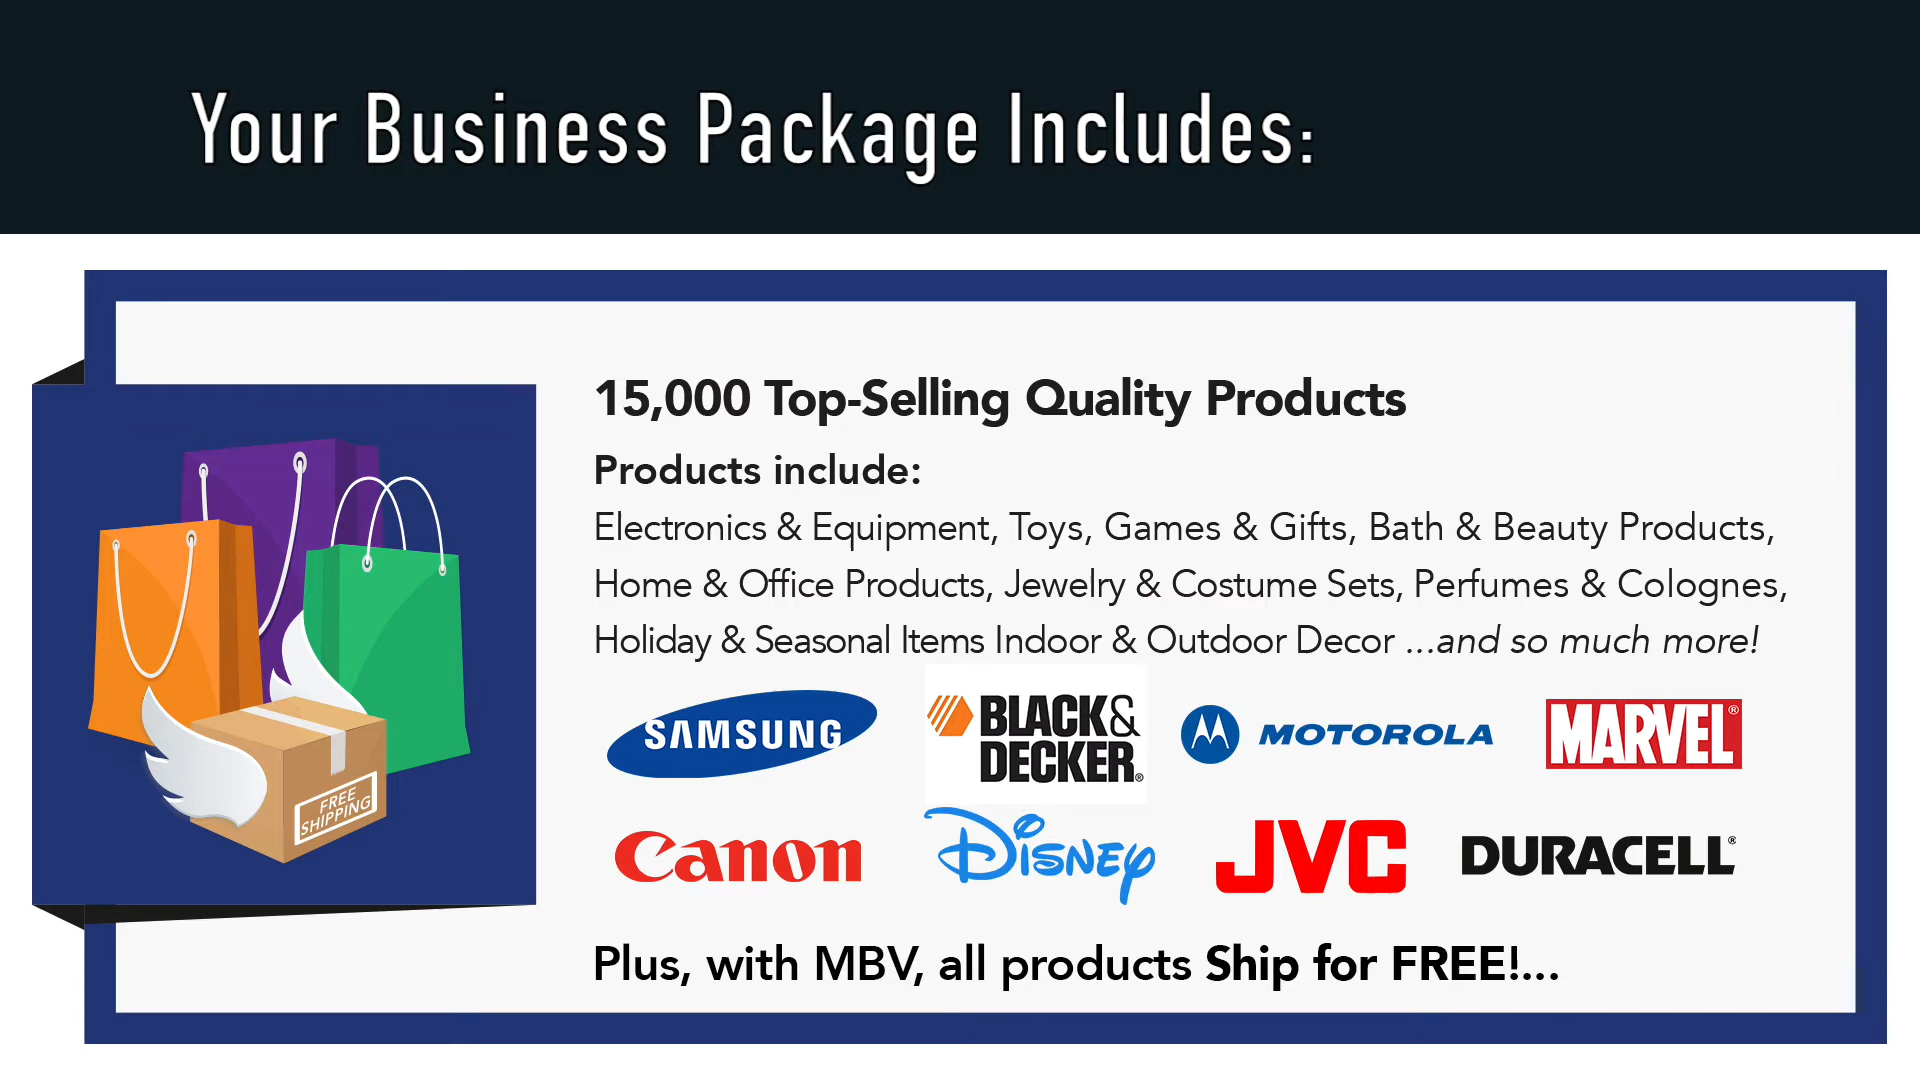 Your Business Package Includes:
15,000 Top-Selling Quality Products
Products include:
Electronics & Equipment, Toys, Games & Gifts, Bath & Beauty Products,
Home & Office Products, Jewelry & Costume Sets, Perfumes & Colognes,
Holiday & Seasonal Items Indoor & Outdoor Decor ...and so much more!
SAMSUNG
BLACK&
DECKER®
MOTOROLA
MARVEL®
Canon
Disney
JVC
DURACELL®
FREE
SHIPPING
Plus, with MBV, all products Ship for FREE!...